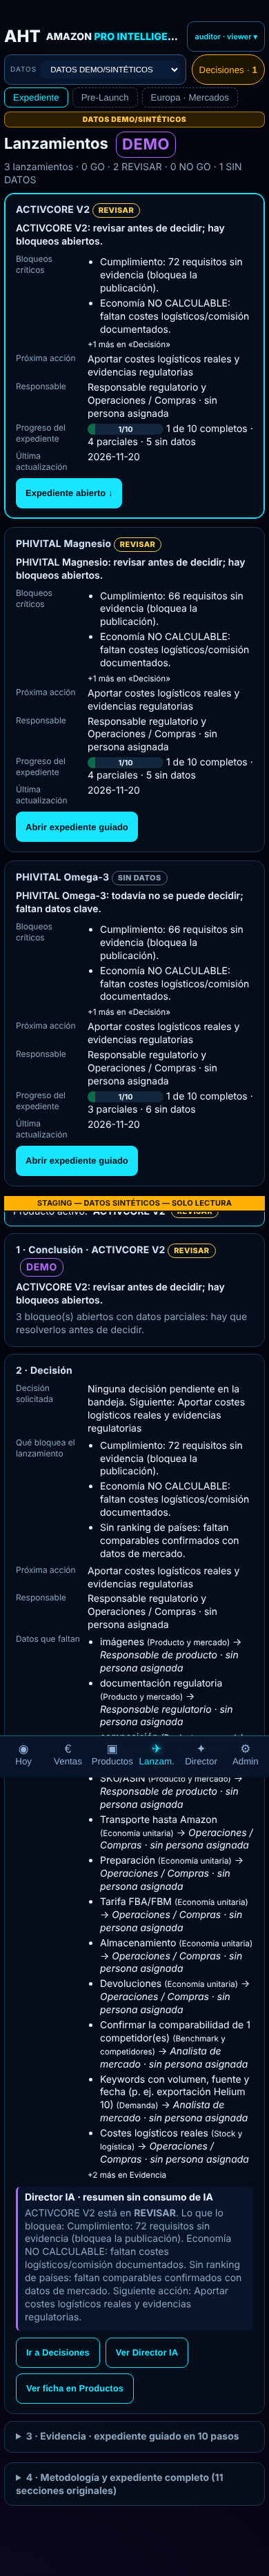 AHT AMAZON PRO INTELLIGE... auditor · viewer ▾
DATOS DATOS DEMO/SINTÉTICOS
Decisiones · 1
Expediente Pre-Launch Europa · Mercados
DATOS DEMO/SINTÉTICOS
Lanzamientos DEMO
3 lanzamientos · 0 GO · 2 REVISAR · 0 NO GO · 1 SIN
DATOS
ACTIVCORE V2 REVISAR
ACTIVCORE V2: revisar antes de decidir; hay
bloqueos abiertos.
Bloqueos
críticos
• Cumplimiento: 72 requisitos sin
evidencia (bloquea la
publicación).
• Economía NO CALCULABLE:
faltan costes logísticos/comisión
documentados.
+1 más en «Decisión»
Próxima acción
Aportar costes logísticos reales y
evidencias regulatorias
Responsable
Responsable regulatorio y
Operaciones / Compras · sin
persona asignada
Progreso del
expediente
1/10 1 de 10 completos ·
4 parciales · 5 sin datos
Última
actualización
2026-11-20
Expediente abierto ↓
PHIVITAL Magnesio REVISAR
PHIVITAL Magnesio: revisar antes de decidir; hay
bloqueos abiertos.
Bloqueos
críticos
• Cumplimiento: 66 requisitos sin
evidencia (bloquea la
publicación).
• Economía NO CALCULABLE:
faltan costes logísticos/comisión
documentados.
+1 más en «Decisión»
Próxima acción
Aportar costes logísticos reales y
evidencias regulatorias
Responsable
Responsable regulatorio y
Operaciones / Compras · sin
persona asignada
Progreso del
expediente
1/10 1 de 10 completos ·
4 parciales · 5 sin datos
Última
actualización
2026-11-20
Abrir expediente guiado
PHIVITAL Omega-3 SIN DATOS
PHIVITAL Omega-3: todavía no se puede decidir;
faltan datos clave.
Bloqueos
críticos
• Cumplimiento: 66 requisitos sin
evidencia (bloquea la
publicación).
• Economía NO CALCULABLE:
faltan costes logísticos/comisión
documentados.
+1 más en «Decisión»
Próxima acción
Aportar costes logísticos reales y
evidencias regulatorias
Responsable
Responsable regulatorio y
Operaciones / Compras · sin
persona asignada
Progreso del
expediente
1/10 1 de 10 completos ·
3 parciales · 6 sin datos
Última
actualización
2026-11-20
Abrir expediente guiado
STAGING — DATOS SINTÉTICOS — SOLO LECTURA
Producto activo: ACTIVCORE V2 REVISAR
1 · Conclusión · ACTIVCORE V2 REVISAR
DEMO
ACTIVCORE V2: revisar antes de decidir; hay
bloqueos abiertos.
3 bloqueo(s) abiertos con datos parciales: hay que
resolverlos antes de decidir.
2 · Decisión
Decisión
solicitada
Ninguna decisión pendiente en la
bandeja. Siguiente: Aportar costes
logísticos reales y evidencias
regulatorias
Qué bloquea el
lanzamiento
• Cumplimiento: 72 requisitos sin
evidencia (bloquea la
publicación).
• Economía NO CALCULABLE:
faltan costes logísticos/comisión
documentados.
• Sin ranking de países: faltan
comparables confirmados con
datos de mercado.
Próxima acción
Aportar costes logísticos reales y
evidencias regulatorias
Responsable
Responsable regulatorio y
Operaciones / Compras · sin
persona asignada
Datos que faltan
• imágenes (Producto y mercado) →
Responsable de producto · sin
persona asignada
• documentación regulatoria
(Producto y mercado) →
Responsable regulatorio · sin
persona asignada
Hoy Ventas Productos Lanzam. Director Admin
• SKU/ASIN (Producto y mercado) →
Responsable de producto · sin
persona asignada
• Transporte hasta Amazon
(Economía unitaria) → Operaciones /
Compras · sin persona asignada
• Preparación (Economía unitaria) →
Operaciones / Compras · sin
persona asignada
• Tarifa FBA/FBM (Economía unitaria)
→ Operaciones / Compras · sin
persona asignada
• Almacenamiento (Economía unitaria)
→ Operaciones / Compras · sin
persona asignada
• Devoluciones (Economía unitaria) →
Operaciones / Compras · sin
persona asignada
• Confirmar la comparabilidad de 1
competidor(es) (Benchmark y
competidores) → Analista de
mercado · sin persona asignada
• Keywords con volumen, fuente y
fecha (p. ej. exportación Helium
10) (Demanda) → Analista de
mercado · sin persona asignada
• Costes logísticos reales (Stock y
logística) → Operaciones /
Compras · sin persona asignada
+2 más en Evidencia
Director IA · resumen sin consumo de IA
ACTIVCORE V2 está en REVISAR. Lo que lo
bloquea: Cumplimiento: 72 requisitos sin
evidencia (bloquea la publicación). Economía
NO CALCULABLE: faltan costes
logísticos/comisión documentados. Sin ranking
de países: faltan comparables confirmados con
datos de mercado. Siguiente acción: Aportar
costes logísticos reales y evidencias
regulatorias.
Ir a Decisiones Ver Director IA
Ver ficha en Productos
▸ 3 · Evidencia · expediente guiado en 10 pasos
▸ 4 · Metodología y expediente completo (11
secciones originales)